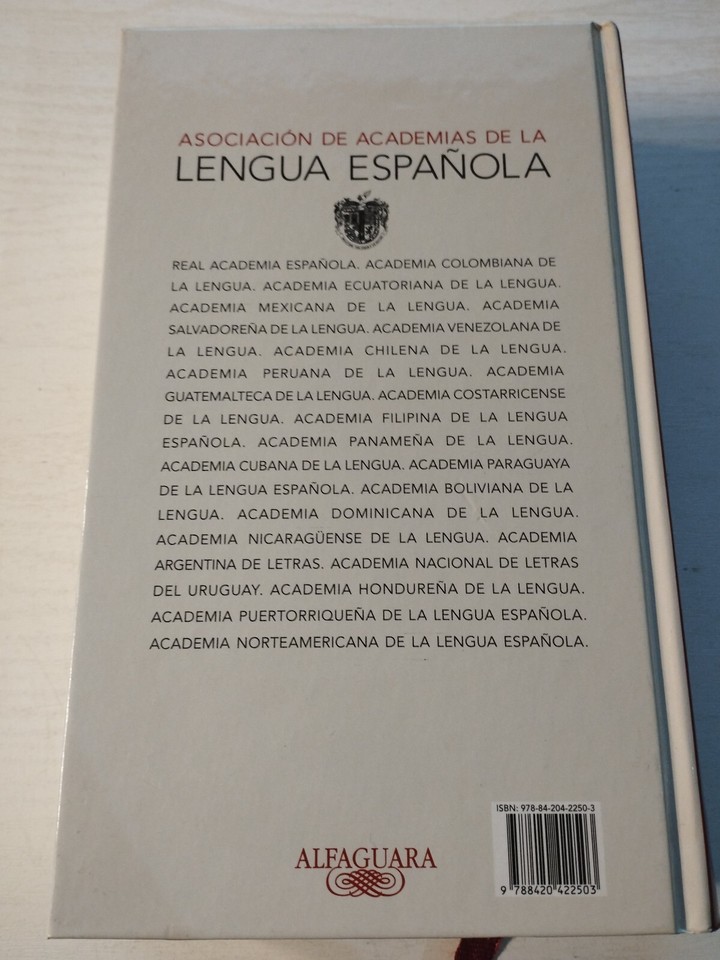 ASOCIACIÓN DE ACADEMIAS DE LA
LENGUA ESPAÑOLA
REAL ACADEMIA ESPAÑOLA. ACADEMIA COLOMBIANA DE
LA LENGUA. ACADEMIA ECUATORIANA DE LA LENGUA.
ACADEMIA MEXICANA DE LA LENGUA. ACADEMIA
SALVADOREÑA DE LA LENGUA. ACADEMIA VENEZOLANA DE
LA LENGUA. ACADEMIA CHILENA DE LA LENGUA.
ACADEMIA PERUANA DE LA LENGUA. ACADEMIA
GUATEMALTECA DE LA LENGUA. ACADEMIA COSTARRICENSE
DE LA LENGUA. ACADEMIA FILIPINA DE LA LENGUA
ESPAÑOLA. ACADEMIA PANAMEÑA DE LA LENGUA.
ACADEMIA CUBANA DE LA LENGUA. ACADEMIA PARAGUAYA
DE LA LENGUA ESPAÑOLA. ACADEMIA BOLIVIANA DE LA
LENGUA. ACADEMIA DOMINICANA DE LA LENGUA.
ACADEMIA NICARAGÜENSE DE LA LENGUA. ACADEMIA
ARGENTINA DE LETRAS. ACADEMIA NACIONAL DE LETRAS
DEL URUGUAY. ACADEMIA HONDUREÑA DE LA LENGUA.
ACADEMIA PUERTORRIQUEÑA DE LA LENGUA ESPAÑOLA.
ACADEMIA NORTEAMERICANA DE LA LENGUA ESPAÑOLA.
ALFAGUARA
ISBN: 978-84-204-2250-3
9 788420 422503